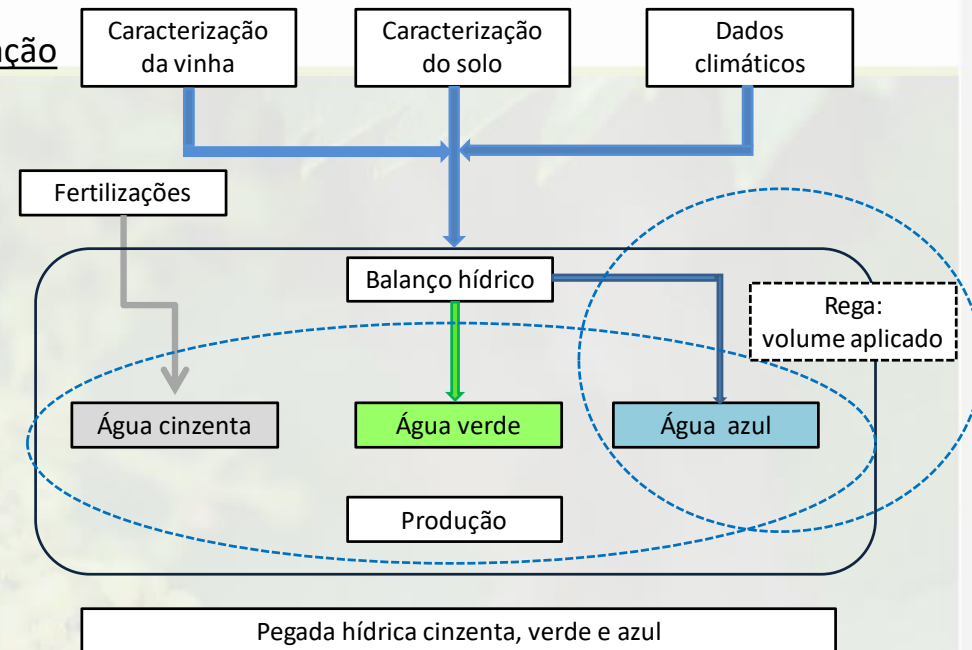 Caracterização
da vinha
Caracterização
do solo
Dados
climáticos
Fertilizações
Balanço hídrico
Rega:
volume aplicado
Água cinzenta
Água verde
Água azul
Produção
Pegada hídrica cinzenta, verde e azul